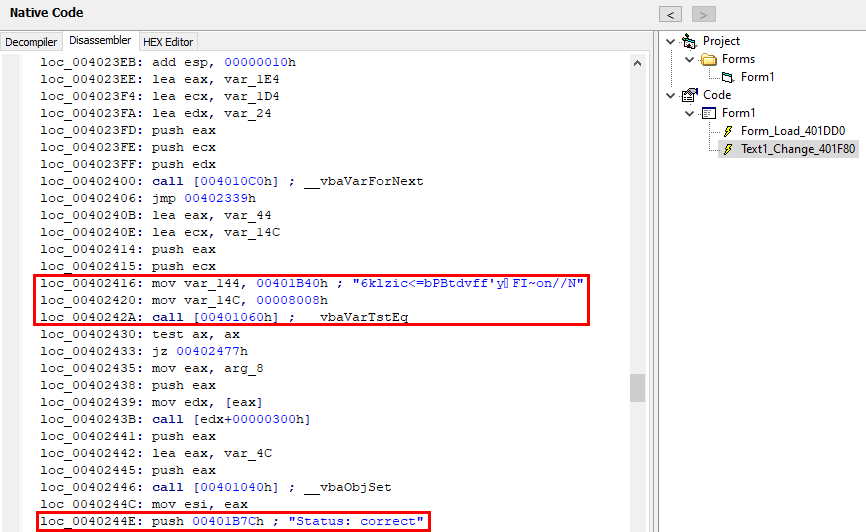 Native Code
< >
Decompiler Disassembler HEX Editor
loc_004023EB: add esp, 00000010h
loc_004023EE: lea eax, var_1E4
loc_004023F4: lea ecx, var_1D4
loc_004023FA: lea edx, var_24
loc_004023FD: push eax
loc_004023FE: push ecx
loc_004023FF: push edx
loc_00402400: call [004010C0h] ; __vbaVarForNext
loc_00402406: jmp 00402339h
loc_0040240B: lea eax, var_44
loc_0040240E: lea ecx, var_14C
loc_00402414: push eax
loc_00402415: push ecx
loc_00402416: mov var_144, 00401B40h ; "6klzic<=bPBtdvff'y▯FI~on//N"
loc_00402420: mov var_14C, 00008008h
loc_0040242A: call [00401060h] ; __vbaVarTstEq
loc_00402430: test ax, ax
loc_00402433: jz 00402477h
loc_00402435: mov eax, arg_8
loc_00402438: push eax
loc_00402439: mov edx, [eax]
loc_0040243B: call [edx+00000300h]
loc_00402441: push eax
loc_00402442: lea eax, var_4C
loc_00402445: push eax
loc_00402446: call [00401040h] ; __vbaObjSet
loc_0040244C: mov esi, eax
loc_0040244E: push 00401B7Ch ; "Status: correct"
Project
Forms
Form1
Code
Form1
Form_Load_401DD0
Text1_Change_401F80